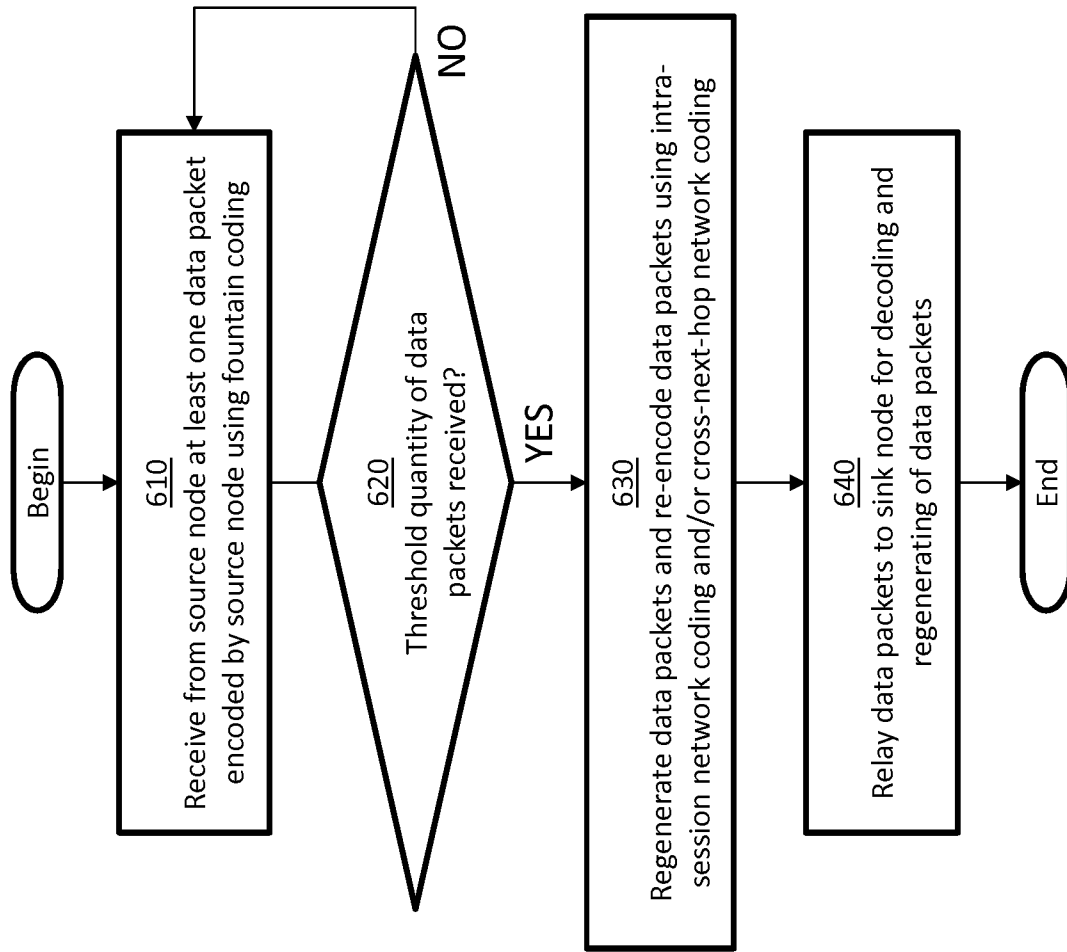 Begin
610
Receive from source node at least one data packet
encoded by source node using fountain coding
620
Threshold quantity of data
packets received?
NO
YES
630
Regenerate data packets and re-encode data packets using intra-
session network coding and/or cross-next-hop network coding
640
Relay data packets to sink node for decoding and
regenerating of data packets
End